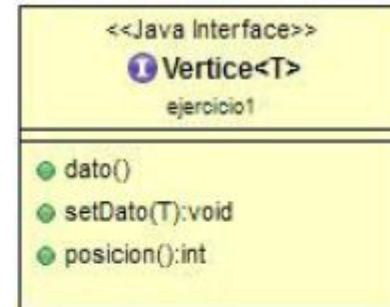 <<Java Interface>>
I Vertice<T>
ejercicio1
dato()
setDato(T):void
posicion():int